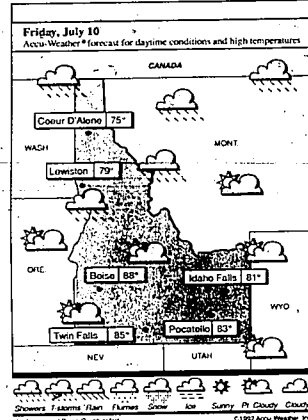 Friday, July 10
Accu-Weather® forecast for daytime conditions and high temperatures
CANADA
Coeur D'Alene 75°
WASH
MONT.
Lewiston 79°
ORE.
Boise 88°
Idaho Falls 81°
WYO
Twin Falls 85°
Pocatello 83°
NEV
UTAH
Showers T-storms Rain Flurries Snow Ice Sunny Pt. Cloudy Cloudy